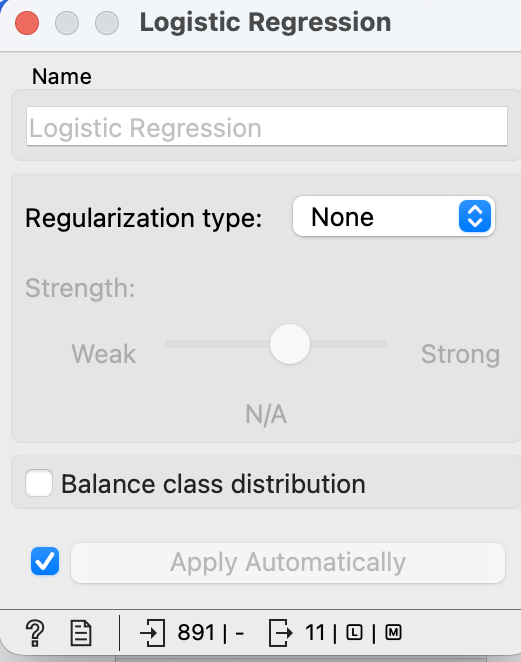 Logistic Regression
Name
Logistic Regression
Regularization type: None
Strength:
Weak Strong
N/A
Balance class distribution
Apply Automatically
? 891 | - 11 | L | M